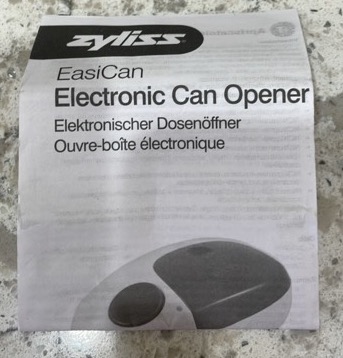 zyliss
EasiCan
Electronic Can Opener
Elektronischer Dosenöffner
Ouvre-boîte électronique